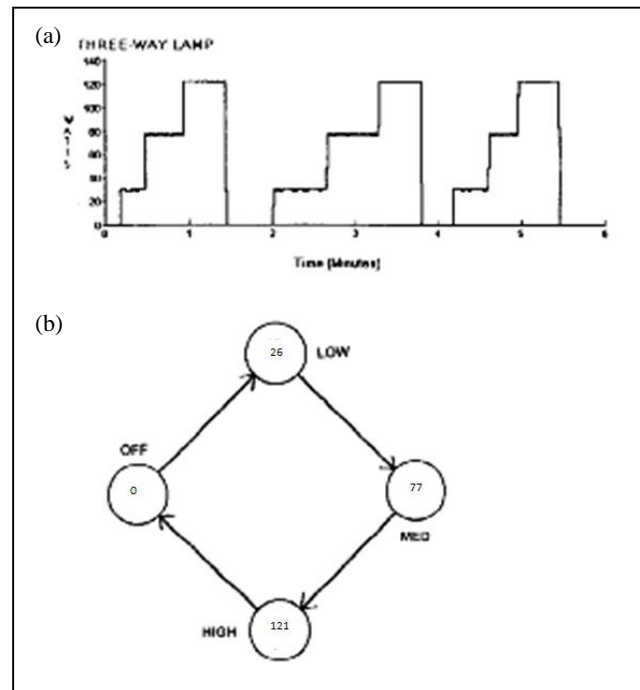 (a)
THREE-WAY LAMP
140
120
100
80
60
40
20
0
WATTS
0 1 2 3 4 5 6
Time (Minutes)
(b)
26 LOW
OFF
0
77
MED
HIGH 121